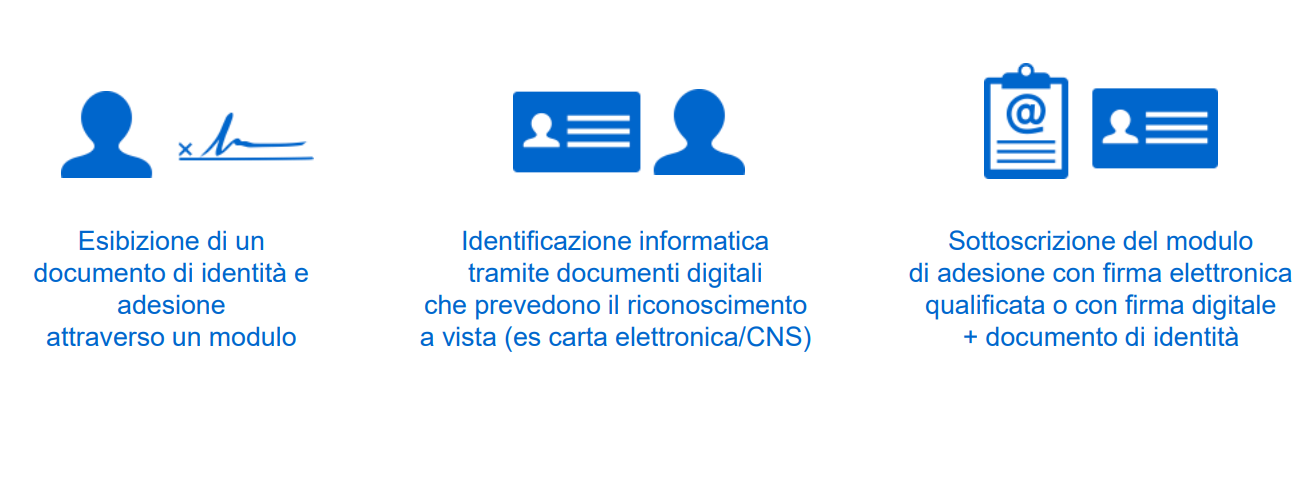 Esibizione di un
documento di identità e
adesione
attraverso un modulo
Identificazione informatica
tramite documenti digitali
che prevedono il riconoscimento
a vista (es carta elettronica/CNS)
@
Sottoscrizione del modulo
di adesione con firma elettronica
qualificata o con firma digitale
+ documento di identità